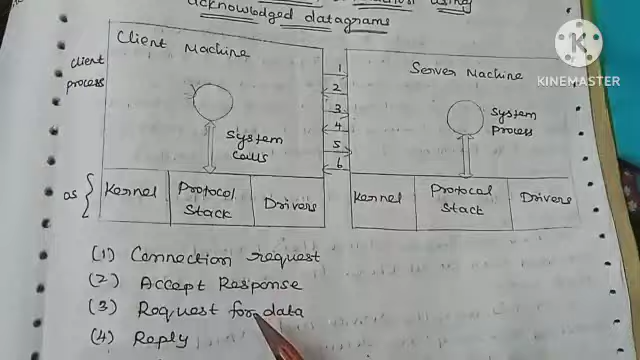 using
acknowledged datagrams
K
KINEMASTER
Client Machine
client
process
System
calls
1
2
3
4
5
6
Server Machine
System
process
os
Kernel
Protocol
Stack
Drivers
Kernel
Protocol
Stack
Drivers
(1) Connection request
(2) Accept Response
(3) Request for data
(4) Reply